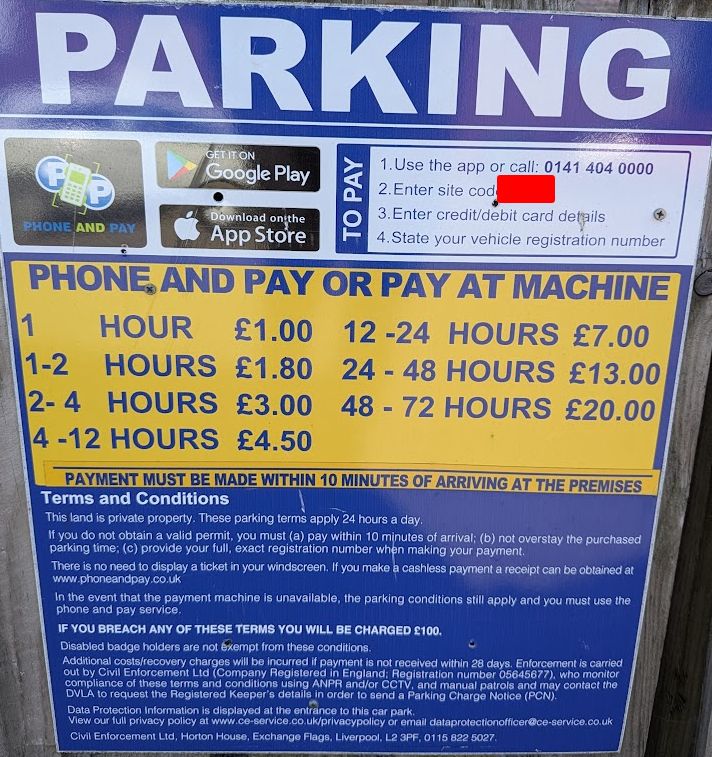 PARKING
PHONE AND PAY
GET IT ON
Google Play
Download on the
App Store
TO PAY
1.Use the app or call: 0141 404 0000
2.Enter site code
3.Enter credit/debit card details
4.State your vehicle registration number
PHONE AND PAY OR PAY AT MACHINE
1 HOUR £1.00 12 -24 HOURS £7.00
1-2 HOURS £1.80 24 - 48 HOURS £13.00
2- 4 HOURS £3.00 48 - 72 HOURS £20.00
4 -12 HOURS £4.50
PAYMENT MUST BE MADE WITHIN 10 MINUTES OF ARRIVING AT THE PREMISES
Terms and Conditions
This land is private property. These parking terms apply 24 hours a day.
If you do not obtain a valid permit, you must (a) pay within 10 minutes of arrival; (b) not overstay the purchased
parking time; (c) provide your full, exact registration number when making your payment.
There is no need to display a ticket in your windscreen. If you make a cashless payment a receipt can be obtained at
www.phoneandpay.co.uk
In the event that the payment machine is unavailable, the parking conditions still apply and you must use the
phone and pay service.
IF YOU BREACH ANY OF THESE TERMS YOU WILL BE CHARGED £100.
Disabled badge holders are not exempt from these conditions.
Additional costs/recovery charges will be incurred if payment is not received within 28 days. Enforcement is carried
out by Civil Enforcement Ltd (Company Registered in England; Registration number 05645677), who monitor
compliance of these terms and conditions using ANPR and/or CCTV, and manual patrols and may contact the
DVLA to request the Registered Keeper's details in order to send a Parking Charge Notice (PCN).
Data Protection Information is displayed at the entrance to this car park.
View our full privacy policy at www.ce-service.co.uk/privacypolicy or email dataprotectionofficer@ce-service.co.uk
Civil Enforcement Ltd, Horton House, Exchange Flags, Liverpool, L2 3PF, 0115 822 5027.